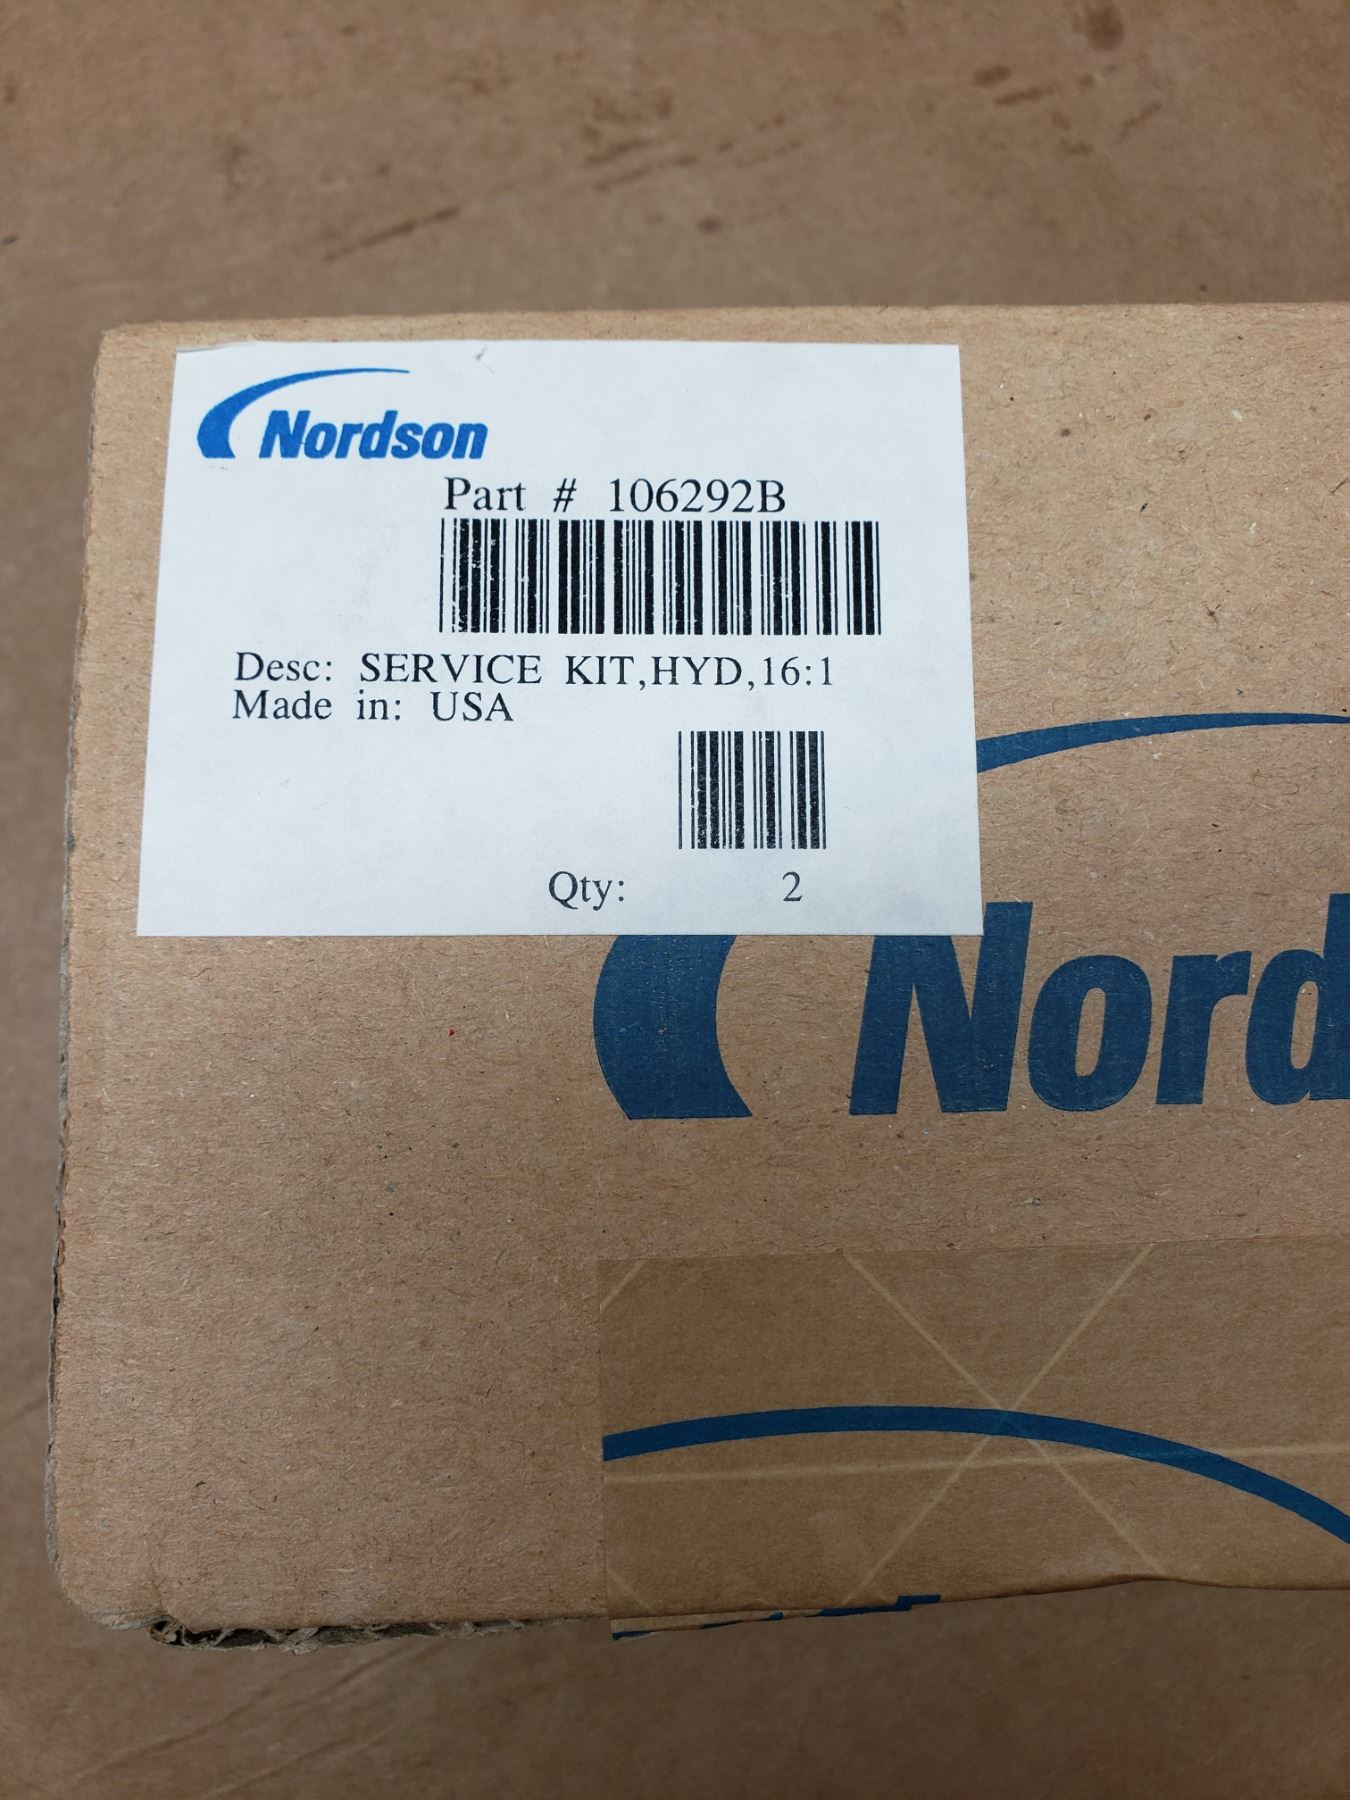 Nordson
Part # 106292B
Desc: SERVICE KIT,HYD,16:1
Made in: USA
Qty: 2
Nord